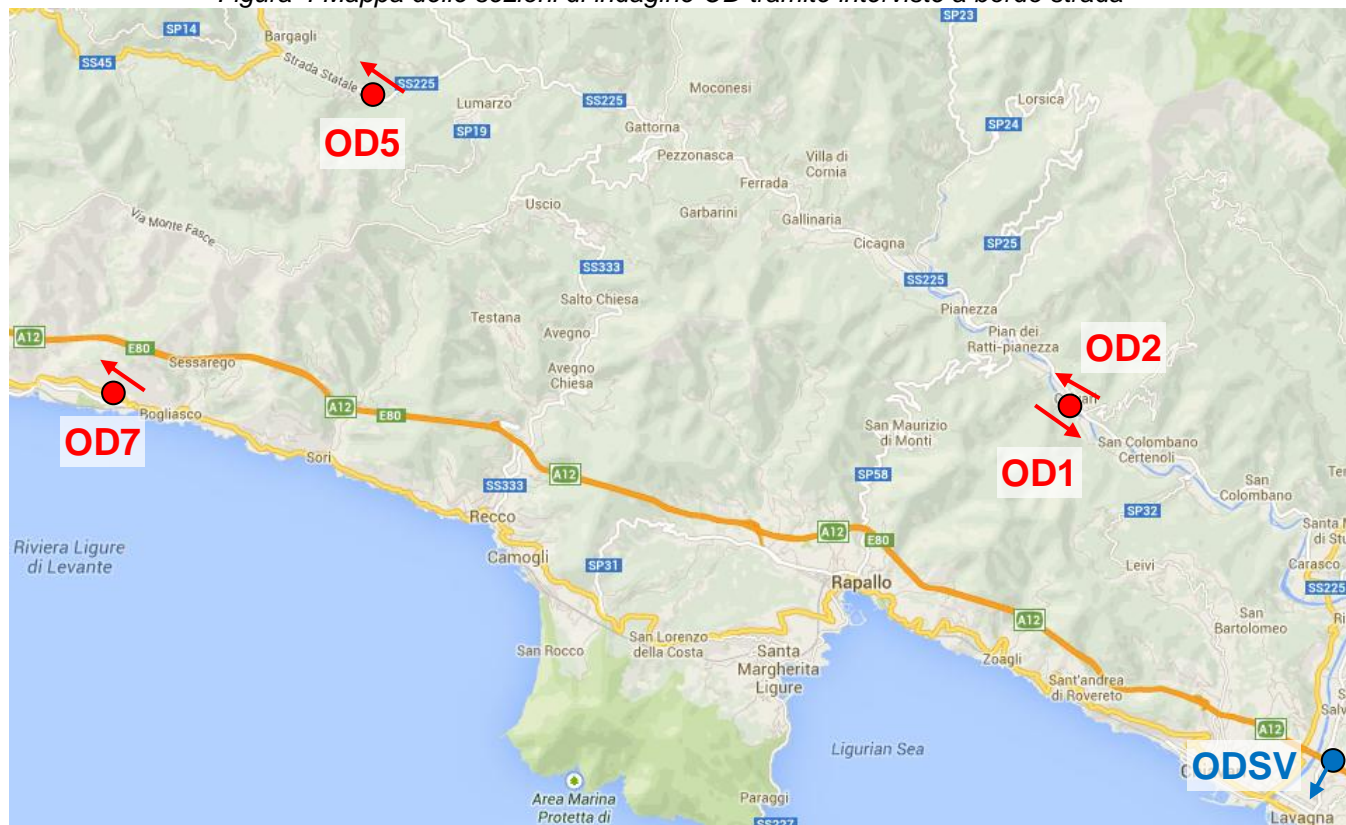 Figura 4 Mappa delle sezioni di indagine OD tramite interviste a bordo strada
SP14
SP23
Bargagli
SS45
Strada Statale
SS225
Moconesi
Lumarzo
SS225
Lorsica
SP24
OD5
SP19
Gattorna
Pezzonasca
Villa di
Cornia
Ferrada
Uscio
Garbarini
Gallinaria
Via Monte Fasce
Cicagna
SP25
SS333
SS225
Salto Chiesa
Pianezza
Testana
Avegno
Pian dei
Ratti-pianezza
A12
E80
OD2
Sessarego
Avegno
Chiesa
A12
E80
Bogliasco
OD7
San Maurizio
di Monti
San Colombano
Certenoli
Sori
OD1
SP58
A12
San
Colombano
SS333
SP32
Recco
Santa
di
A12
E80
Riviera Ligure
di Levante
Camogli
SP31
Leivi
Carasco
Rapallo
SS225
A12
San
Bartolomeo
San Lorenzo
della Costa
San Rocco
Santa
Margherita
Ligure
Zoagli
Sant'andrea
di Rovereto
A12
Ligurian Sea
ODSV
Area Marina
Protetta di
Paraggi
Lavagna
SS227